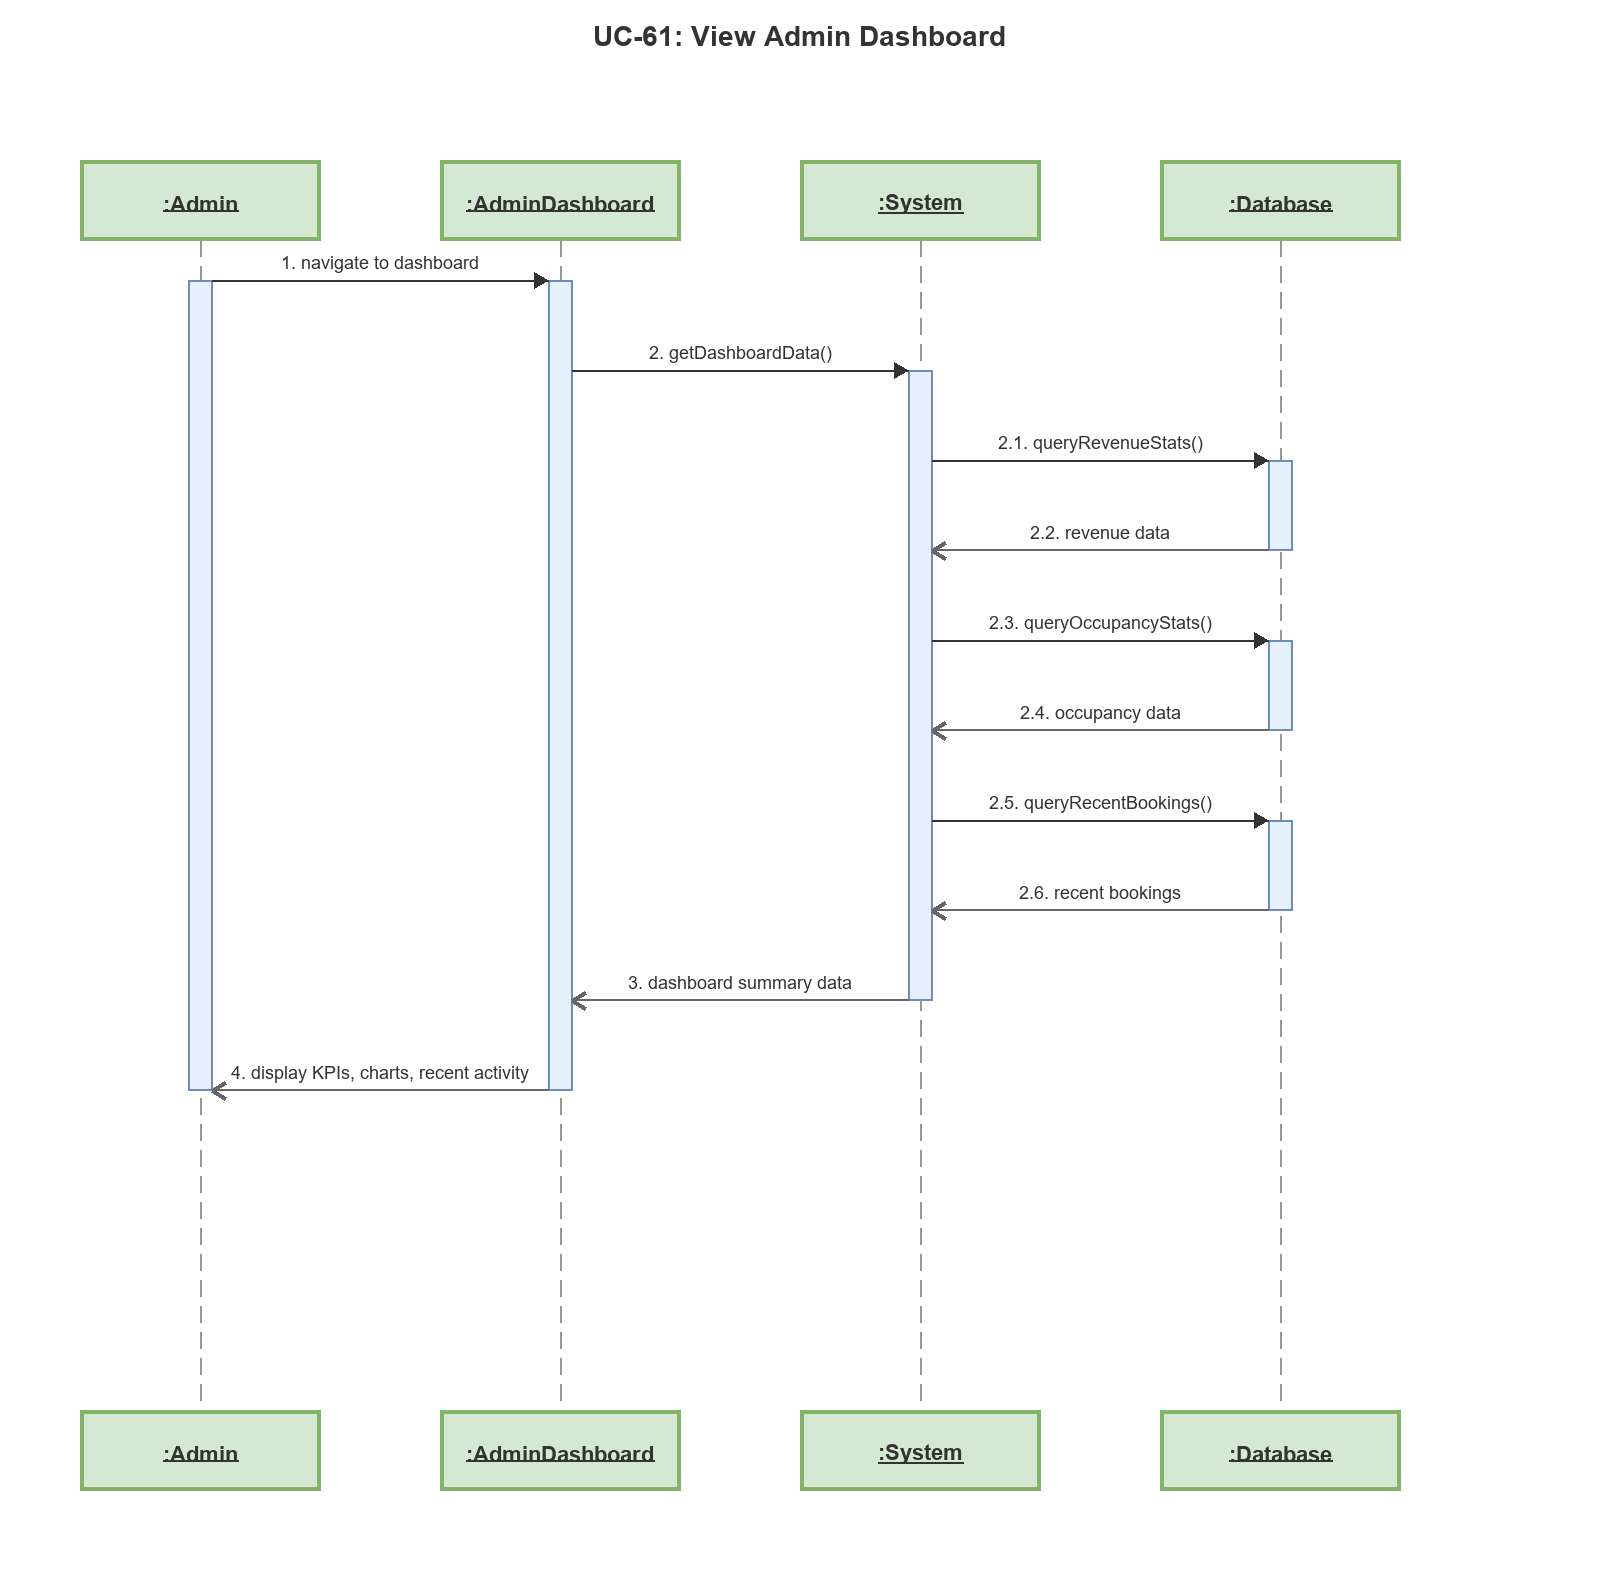 UC-61: View Admin Dashboard
:Admin
:AdminDashboard
:System
:Database
1. navigate to dashboard
2. getDashboardData()
2.1. queryRevenueStats()
2.2. revenue data
2.3. queryOccupancyStats()
2.4. occupancy data
2.5. queryRecentBookings()
2.6. recent bookings
3. dashboard summary data
4. display KPIs, charts, recent activity
:Admin
:AdminDashboard
:System
:Database